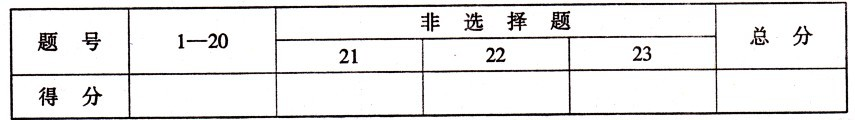 非 选 择 题
题 号 1—20 总 分
21 22 23
得 分